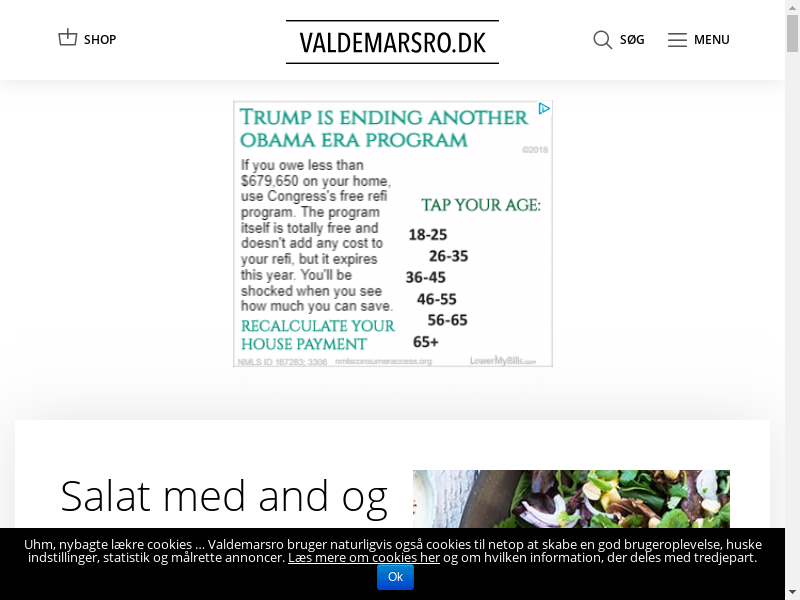 SHOP
VALDEMARSRO.DK
SØG
MENU
TRUMP IS ENDING ANOTHER
OBAMA ERA PROGRAM
©2018
If you owe less than
$679,650 on your home,
use Congress's free refi
program. The program
itself is totally free and
doesn't add any cost to
your refi, but it expires
this year. You'll be
shocked when you see
how much you can save.
RECALCULATE YOUR
HOUSE PAYMENT
TAP YOUR AGE:
18-25
26-35
36-45
46-55
56-65
65+
NMLS ID 167283; 3306 nmlsconsumeraccess.org
LowerMyBills.com
Salat med and og
Uhm, nybagte lækre cookies ... Valdemarsro bruger naturligvis også cookies til netop at skabe en god brugeroplevelse, huske
indstillinger, statistik og målrette annoncer. Læs mere om cookies her og om hvilken information, der deles med tredjepart.
Ok